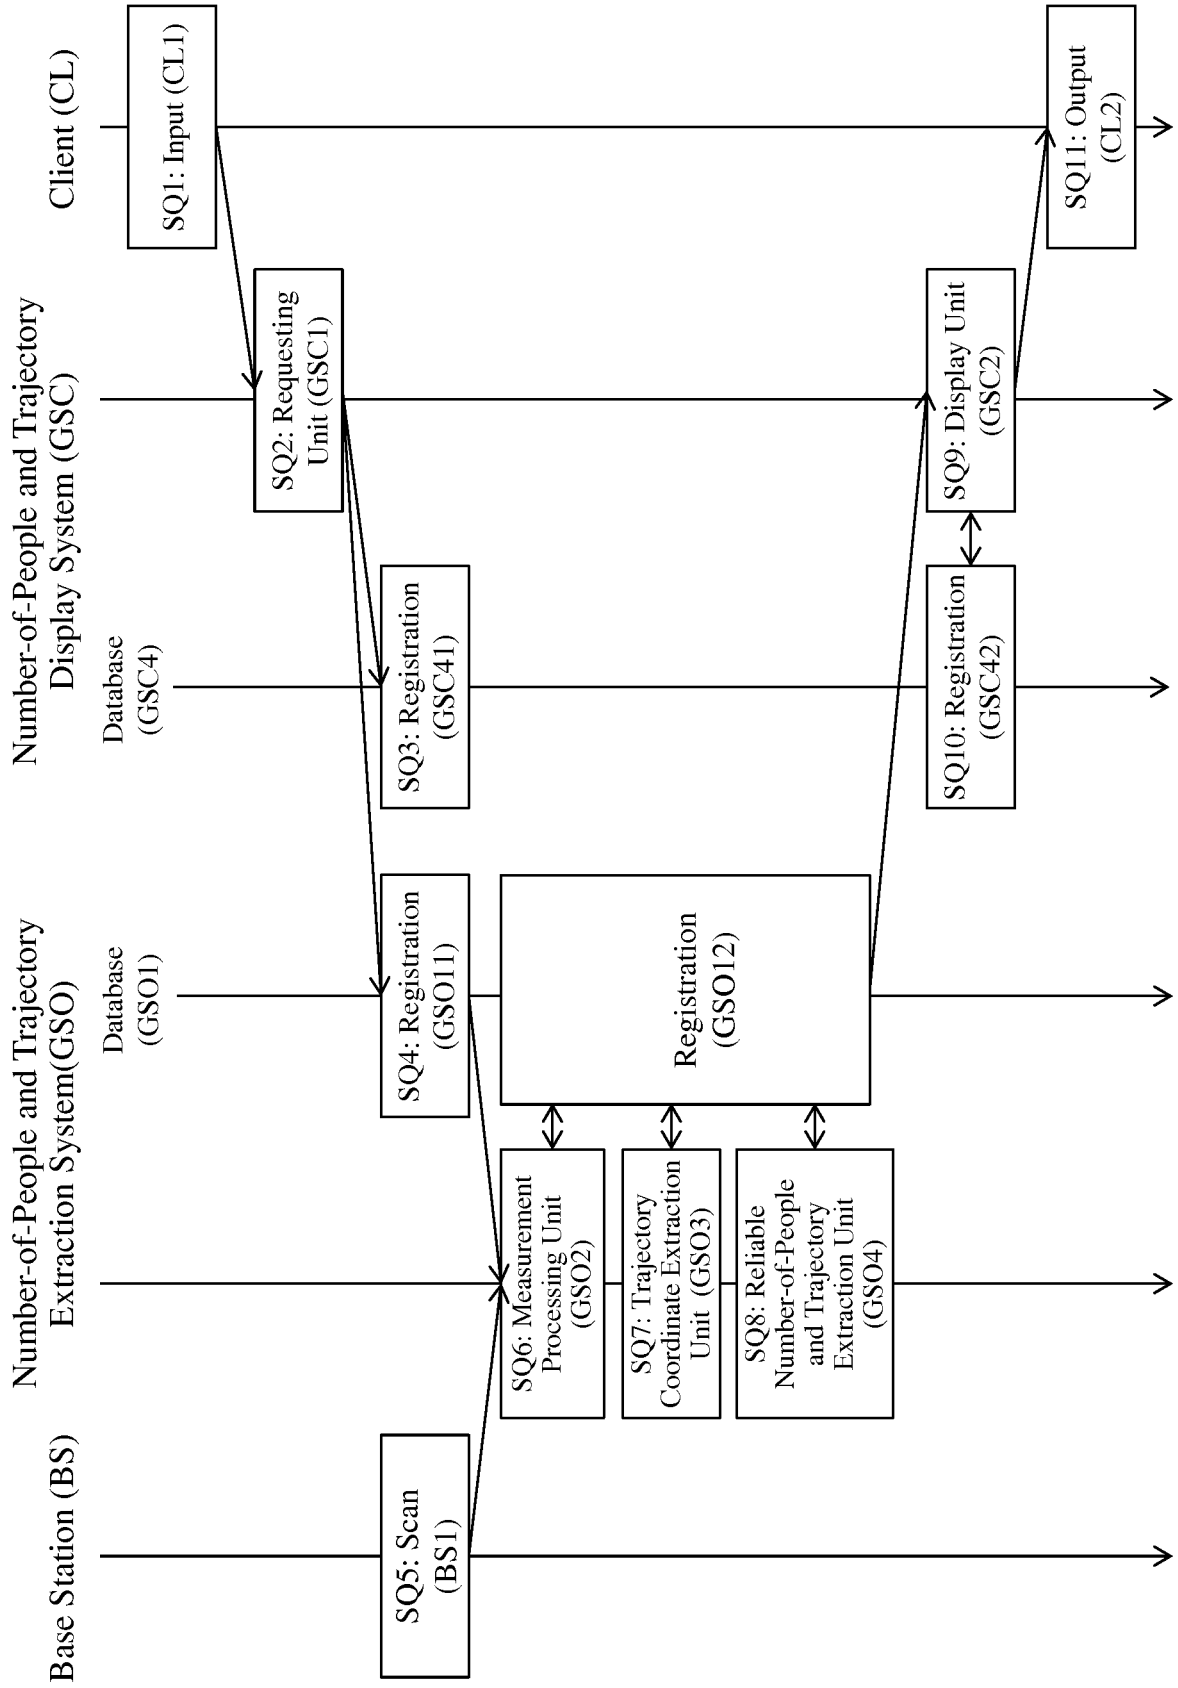 Base Station (BS)
Number-of-People and Trajectory
Extraction System(GSO)
Database
(GSO1)
Number-of-People and Trajectory
Display System (GSC)
Database
(GSC4)
Client (CL)
SQ1: Input (CL1)
SQ2: Requesting
Unit (GSC1)
SQ3: Registration
(GSC41)
SQ4: Registration
(GSO11)
SQ5: Scan
(BS1)
SQ6: Measurement
Processing Unit
(GSO2)
SQ7: Trajectory
Coordinate Extraction
Unit (GSO3)
SQ8: Reliable
Number-of-People
and Trajectory
Extraction Unit
(GSO4)
Registration
(GSO12)
SQ9: Display Unit
(GSC2)
SQ10: Registration
(GSC42)
SQ11: Output
(CL2)